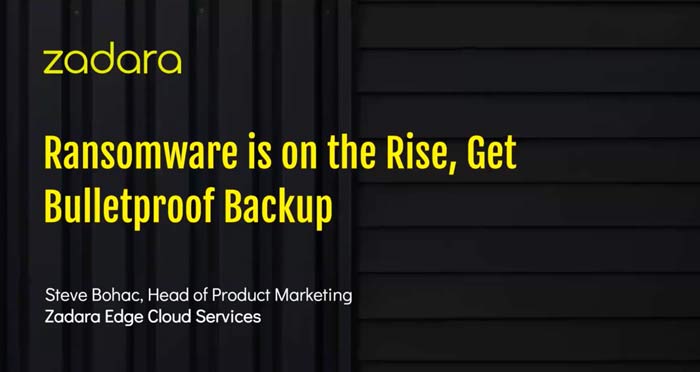 zadara
Ransomware is on the Rise, Get
Bulletproof Backup
Steve Bohac, Head of Product Marketing
Zadara Edge Cloud Services